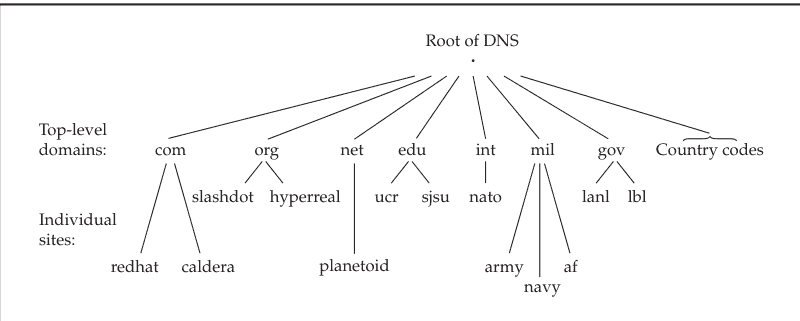 Root of DNS
.
Top-level
domains:
com org net edu int mil gov Country codes
slashdot hyperreal ucr sjsu nato lanl lbl
Individual
sites:
redhat caldera planetoid army af
navy